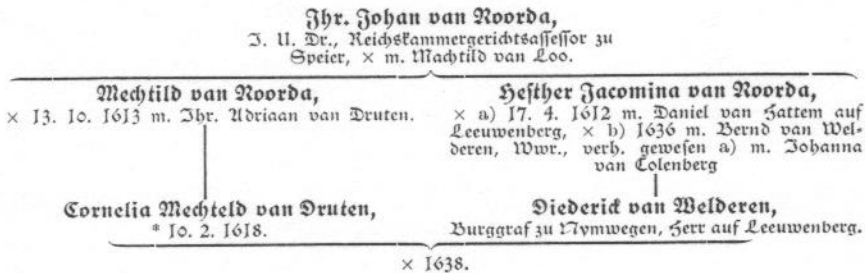 Jhr. Johan van Noorda,
J. U. Dr., Reichskammergerichtsassessor zu
Speier, × m. Machtild van Loo.
Mechtild van Noorda,
× 13. 10. 1613 m. Jhr. Adriaan van Druten.
Hesther Jacomina van Noorda,
× a) 17. 4. 1612 m. Daniel van Hattem auf
Leeuwenberg, × b) 1636 m. Bernd van Wel-
deren, Wwr., verh. gewesen a) m. Johanna
van Colenberg
Cornelia Mechteld van Druten,
* 10. 2. 1618.
Diederick van Welderen,
Burggraf zu Nymwegen, Herr auf Leeuwenberg.
× 1638.